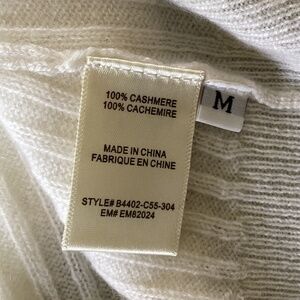 100% CASHMERE
100% CACHEMIRE
M
MADE IN CHINA
FABRIQUE EN CHINE
STYLE# B4402-C55-304
EM# EM82024